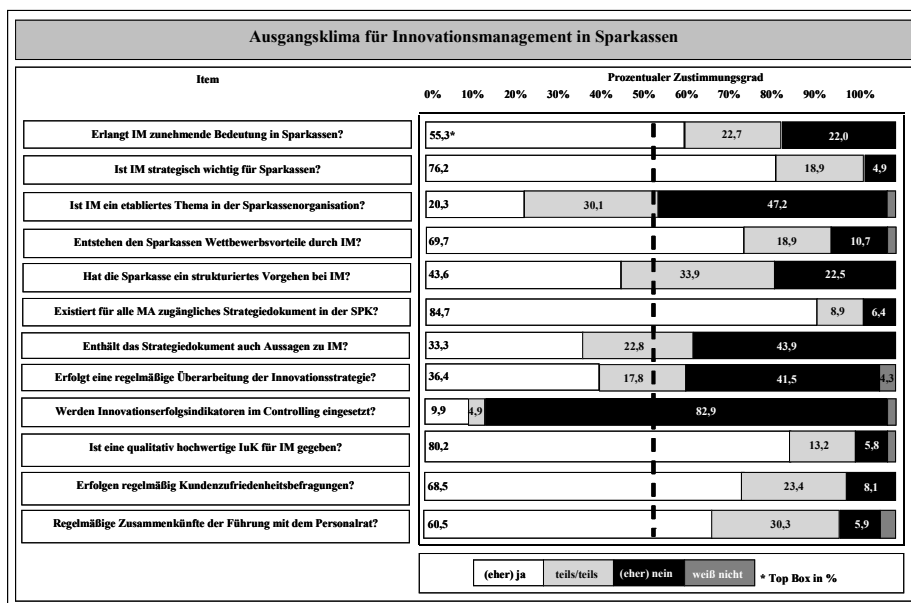 Ausgangsklima für Innovationsmanagement in Sparkassen
Item
Prozentualer Zustimmungsgrad
0% 10% 20% 30% 40% 50% 60% 70% 80% 90% 100%
Erlangt IM zunehmende Bedeutung in Sparkassen? 55,3* 22,7 22,0
Ist IM strategisch wichtig für Sparkassen? 76,2 18,9 4,9
Ist IM ein etabliertes Thema in der Sparkassenorganisation? 20,3 30,1 47,2
Entstehen den Sparkassen Wettbewerbsvorteile durch IM? 69,7 18,9 10,7
Hat die Sparkasse ein strukturiertes Vorgehen bei IM? 43,6 33,9 22,5
Existiert für alle MA zugängliches Strategiedokument in der SPK? 84,7 8,9 6,4
Enthält das Strategiedokument auch Aussagen zu IM? 33,3 22,8 43,9
Erfolgt eine regelmäßige Überarbeitung der Innovationsstrategie? 36,4 17,8 41,5 4,3
Werden Innovationserfolgsindikatoren im Controlling eingesetzt? 9,9 4,9 82,9
Ist eine qualitativ hochwertige IuK für IM gegeben? 80,2 13,2 5,8
Erfolgen regelmäßig Kundenzufriedenheitsbefragungen? 68,5 23,4 8,1
Regelmäßige Zusammenkünfte der Führung mit dem Personalrat? 60,5 30,3 5,9
(eher) ja teils/teils (eher) nein weiß nicht * Top Box in %